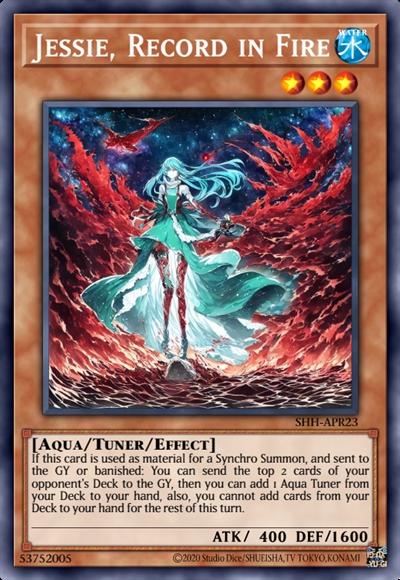 JESSIE, RECORD IN FIRE
WATER
水
SHH-APR23
[AQUA/TUNER/EFFECT]
If this card is used as material for a Synchro Summon, and sent to
the GY or banished: You can send the top 2 cards of your
opponent's Deck to the GY, then you can add 1 Aqua Tuner from
your Deck to your hand, also, you cannot add cards from your
Deck to your hand for the rest of this turn.
ATK/ 400 DEF/1600
53752005
©2020 Studio Dice/SHUEISHA,TV TOKYO,KONAMI